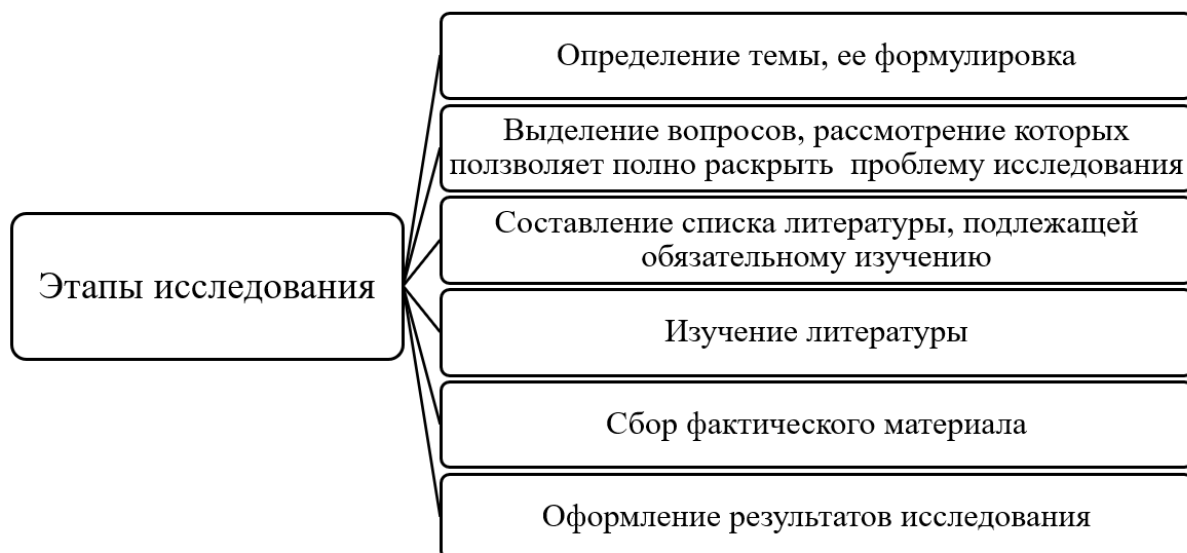 Этапы исследования
Определение темы, ее формулировка
Выделение вопросов, рассмотрение которых
ползволяет полно раскрыть проблему исследования
Составление списка литературы, подлежащей
обязательному изучению
Изучение литературы
Сбор фактического материала
Оформление результатов исследования